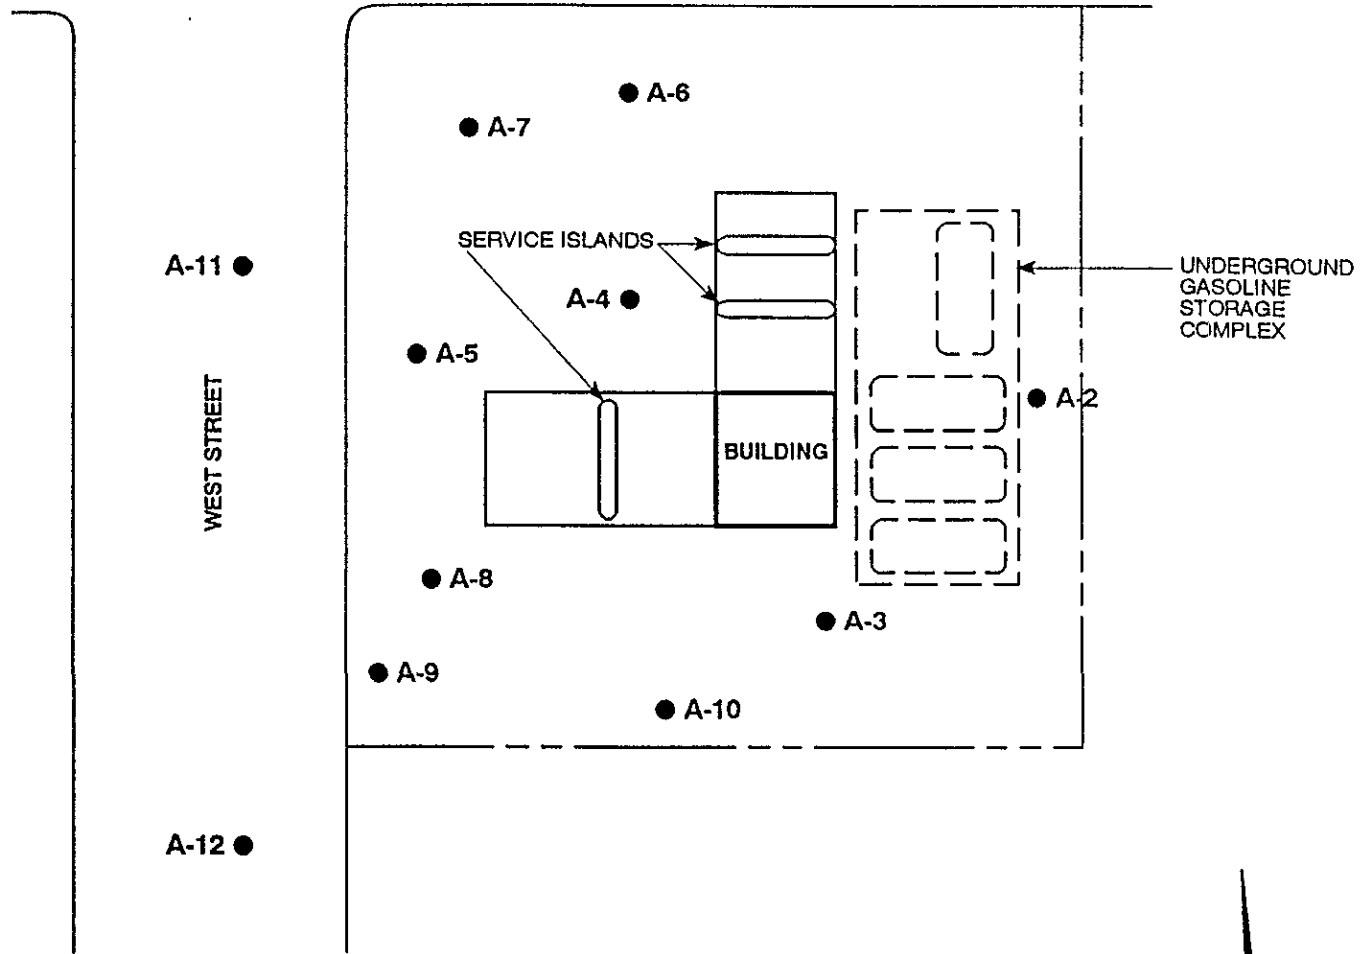 A-6
A-7
SERVICE ISLANDS
A-11
UNDERGROUND
GASOLINE
STORAGE
COMPLEX
A-4
A-5
A-2
WEST STREET
BUILDING
A-8
A-3
A-9
A-10
A-12